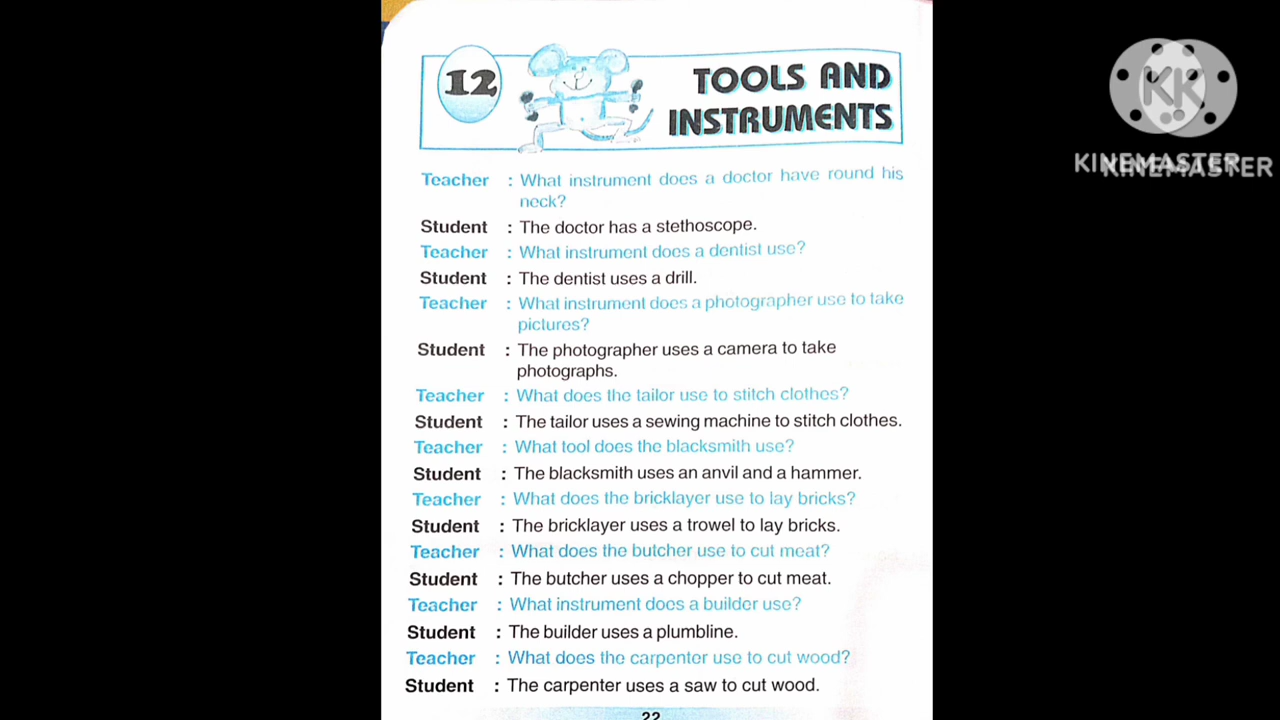 12
TOOLS AND
INSTRUMENTS
KK
KINEMASTER
KINEMASTER
Teacher : What instrument does a doctor have round his
neck?
Student : The doctor has a stethoscope.
Teacher : What instrument does a dentist use?
Student : The dentist uses a drill.
Teacher : What instrument does a photographer use to take
pictures?
Student : The photographer uses a camera to take
photographs.
Teacher : What does the tailor use to stitch clothes?
Student : The tailor uses a sewing machine to stitch clothes.
Teacher : What tool does the blacksmith use?
Student : The blacksmith uses an anvil and a hammer.
Teacher : What does the bricklayer use to lay bricks?
Student : The bricklayer uses a trowel to lay bricks.
Teacher : What does the butcher use to cut meat?
Student : The butcher uses a chopper to cut meat.
Teacher : What instrument does a builder use?
Student : The builder uses a plumbline.
Teacher : What does the carpenter use to cut wood?
Student : The carpenter uses a saw to cut wood.
22